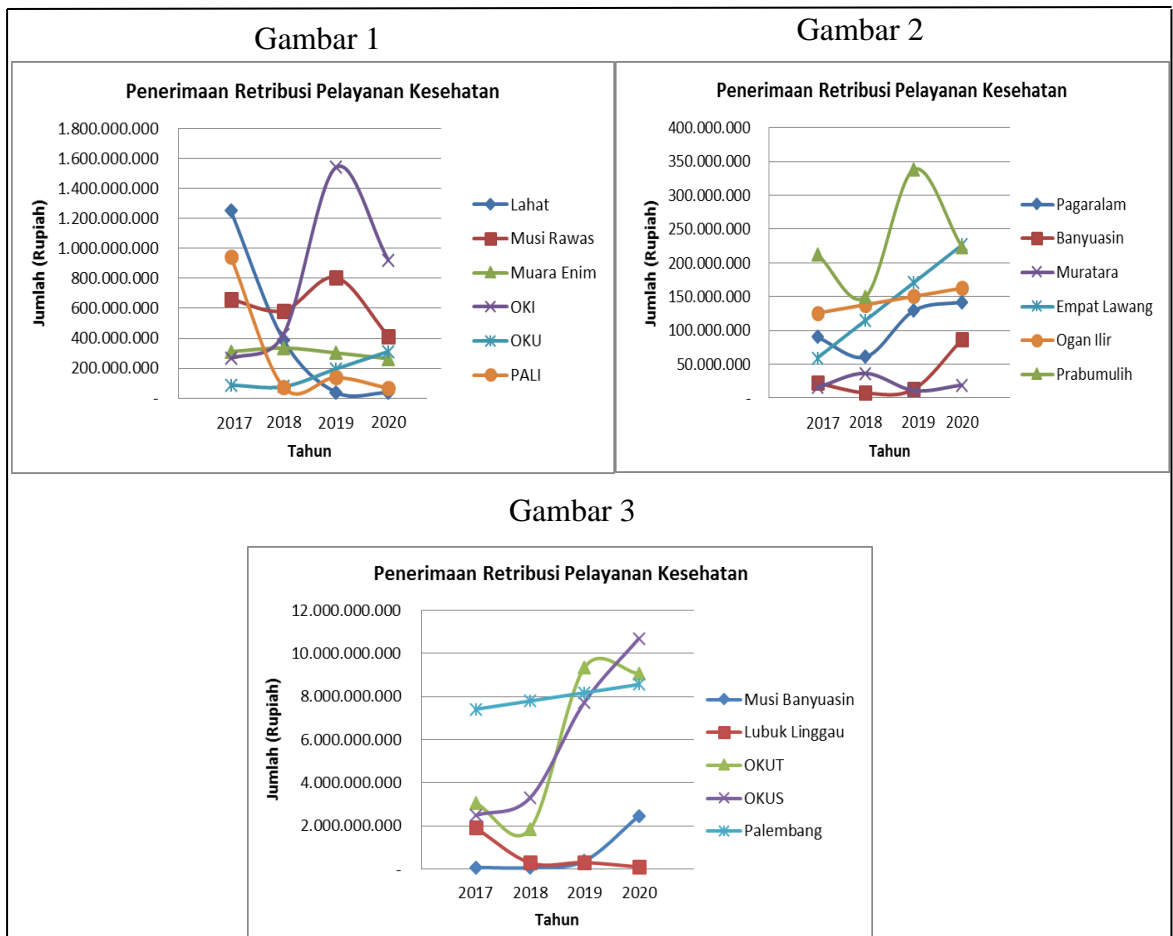 Gambar 1
Penerimaan Retribusi Pelayanan Kesehatan
Jumlah (Rupiah)
1.800.000.000
1.600.000.000
1.400.000.000
1.200.000.000
1.000.000.000
800.000.000
600.000.000
400.000.000
200.000.000
-
2017 2018 2019 2020
Tahun
Lahat
Musi Rawas
Muara Enim
OKI
OKU
PALI
Gambar 2
Penerimaan Retribusi Pelayanan Kesehatan
Jumlah (Rupiah)
400.000.000
350.000.000
300.000.000
250.000.000
200.000.000
150.000.000
100.000.000
50.000.000
-
2017 2018 2019 2020
Tahun
Pagaralam
Banyuasin
Muratara
Empat Lawang
Ogan Ilir
Prabumulih
Gambar 3
Penerimaan Retribusi Pelayanan Kesehatan
Jumlah (Rupiah)
12.000.000.000
10.000.000.000
8.000.000.000
6.000.000.000
4.000.000.000
2.000.000.000
-
2017 2018 2019 2020
Tahun
Musi Banyuasin
Lubuk Linggau
OKUT
OKUS
Palembang